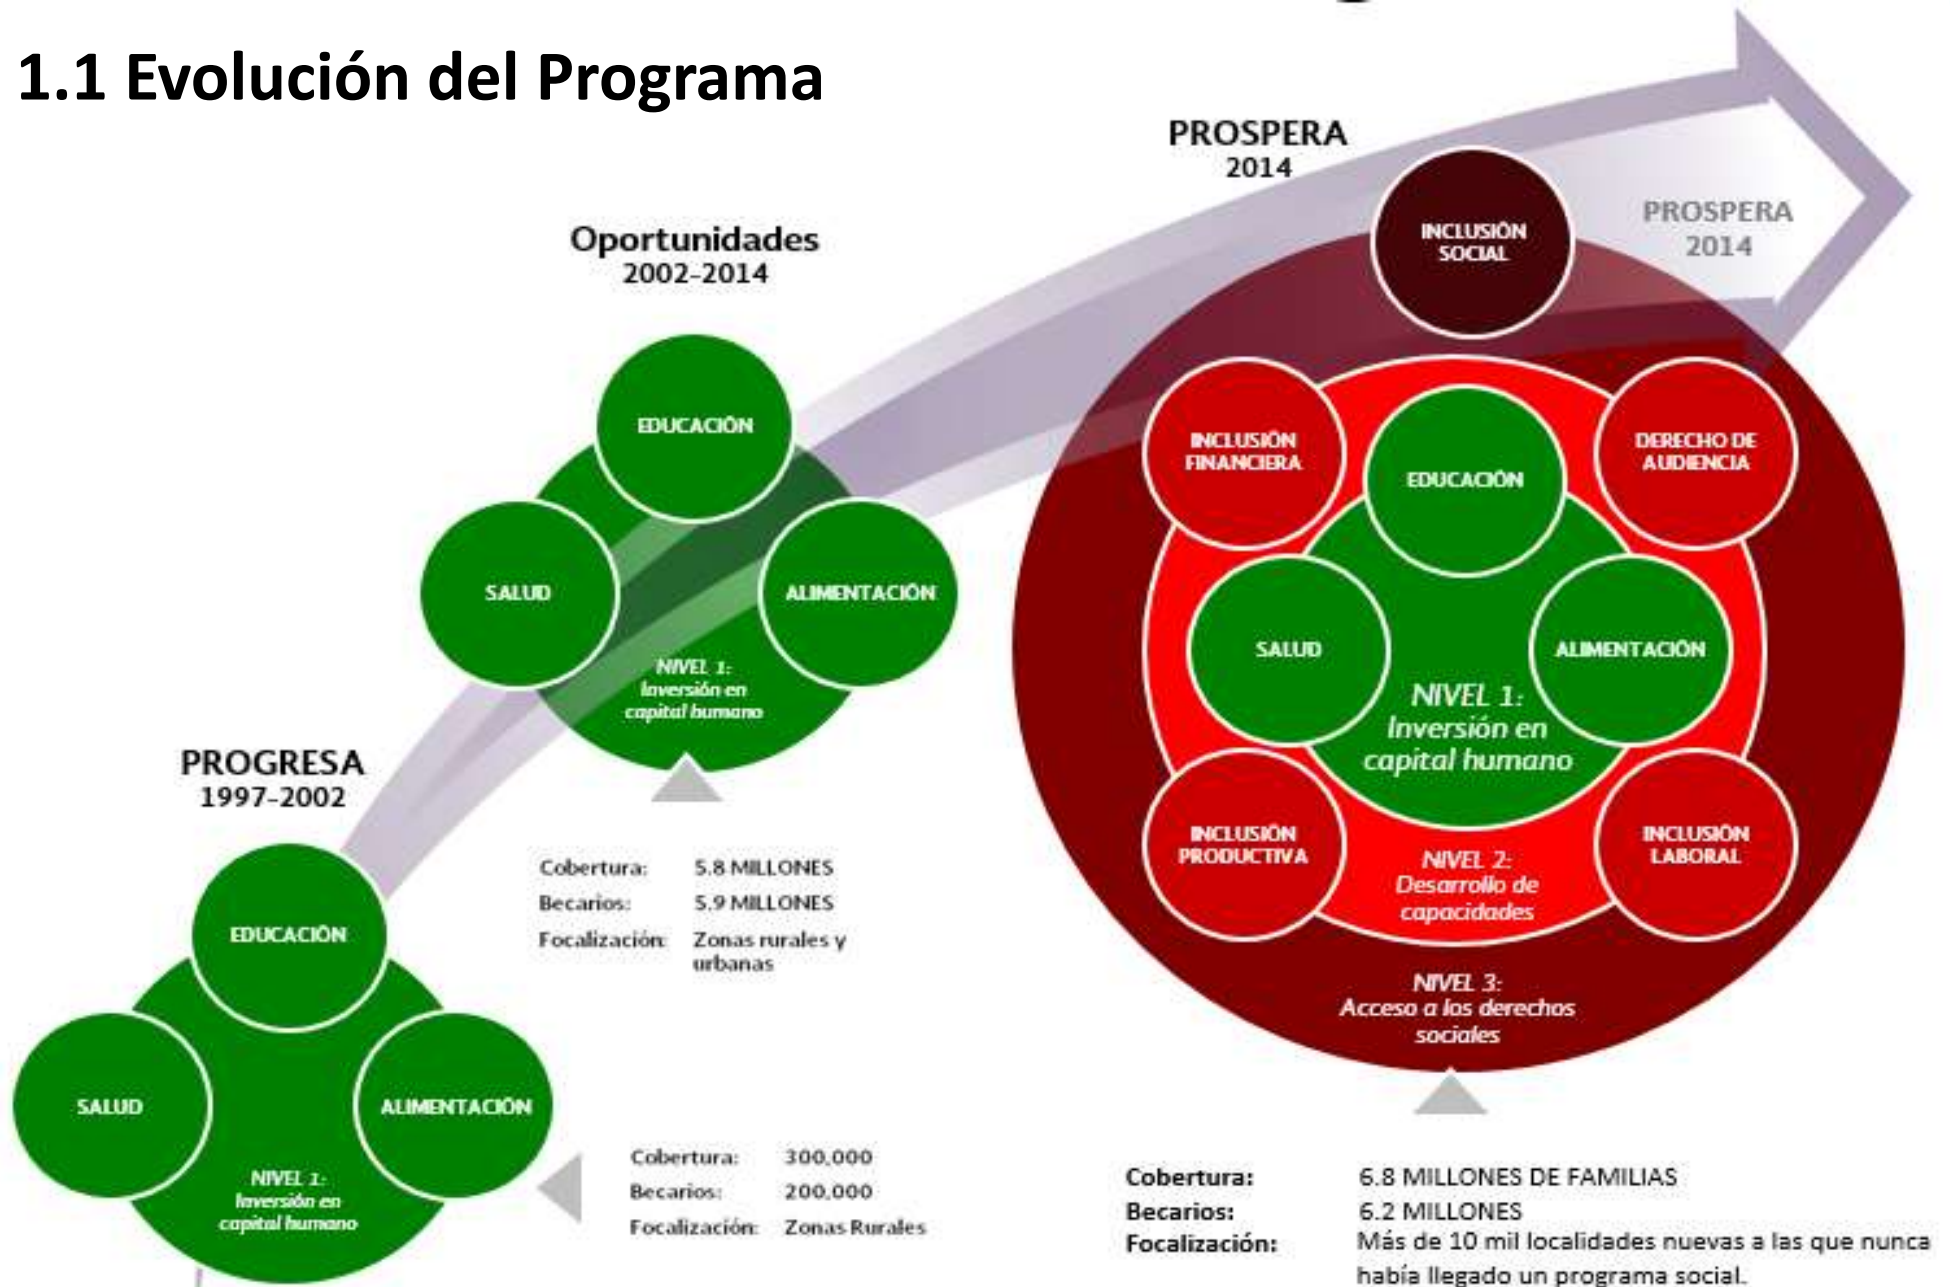 1.1 Evolución del Programa
PROSPERA
2014
PROSPERA
2014
Oportunidades
2002-2014
EDUCACIÓN
SALUD
ALIMENTACIÓN
NIVEL 1:
Inversión en
capital humano
Cobertura: 5.8 MILLONES
Becarios: 5.9 MILLONES
Focalización: Zonas rurales y
urbanas
PROGRESA
1997-2002
EDUCACIÓN
SALUD
ALIMENTACIÓN
NIVEL 1:
Inversión en
capital humano
Cobertura: 300,000
Becarios: 200,000
Focalización: Zonas Rurales
INCLUSIÓN
SOCIAL
INCLUSIÓN
FINANCIERA
DERECHO DE
AUDIENCIA
EDUCACIÓN
SALUD
ALIMENTACIÓN
NIVEL 1:
Inversión en
capital humano
INCLUSIÓN
PRODUCTIVA
INCLUSIÓN
LABORAL
NIVEL 2:
Desarrollo de
capacidades
NIVEL 3:
Acceso a los derechos
sociales
Cobertura: 6.8 MILLONES DE FAMILIAS
Becarios: 6.2 MILLONES
Focalización: Más de 10 mil localidades nuevas a las que nunca
había llegado un programa social.